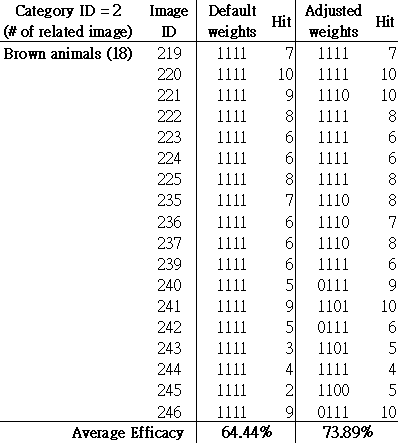 Category ID = 2 Image Default Hit Adjusted Hit
(# of related image) ID weights weights
Brown animals (18) 219 1111 7 1111 7
220 1111 10 1111 10
221 1111 9 1110 10
222 1111 8 1111 8
223 1111 6 1111 6
224 1111 6 1111 6
225 1111 8 1111 8
235 1111 7 1110 8
236 1111 6 1110 7
237 1111 6 1110 8
239 1111 6 1111 6
240 1111 5 0111 9
241 1111 9 1101 10
242 1111 5 0111 6
243 1111 3 1101 5
244 1111 4 1111 4
245 1111 2 1100 5
246 1111 9 0111 10
Average Efficacy 64.44% 73.89%